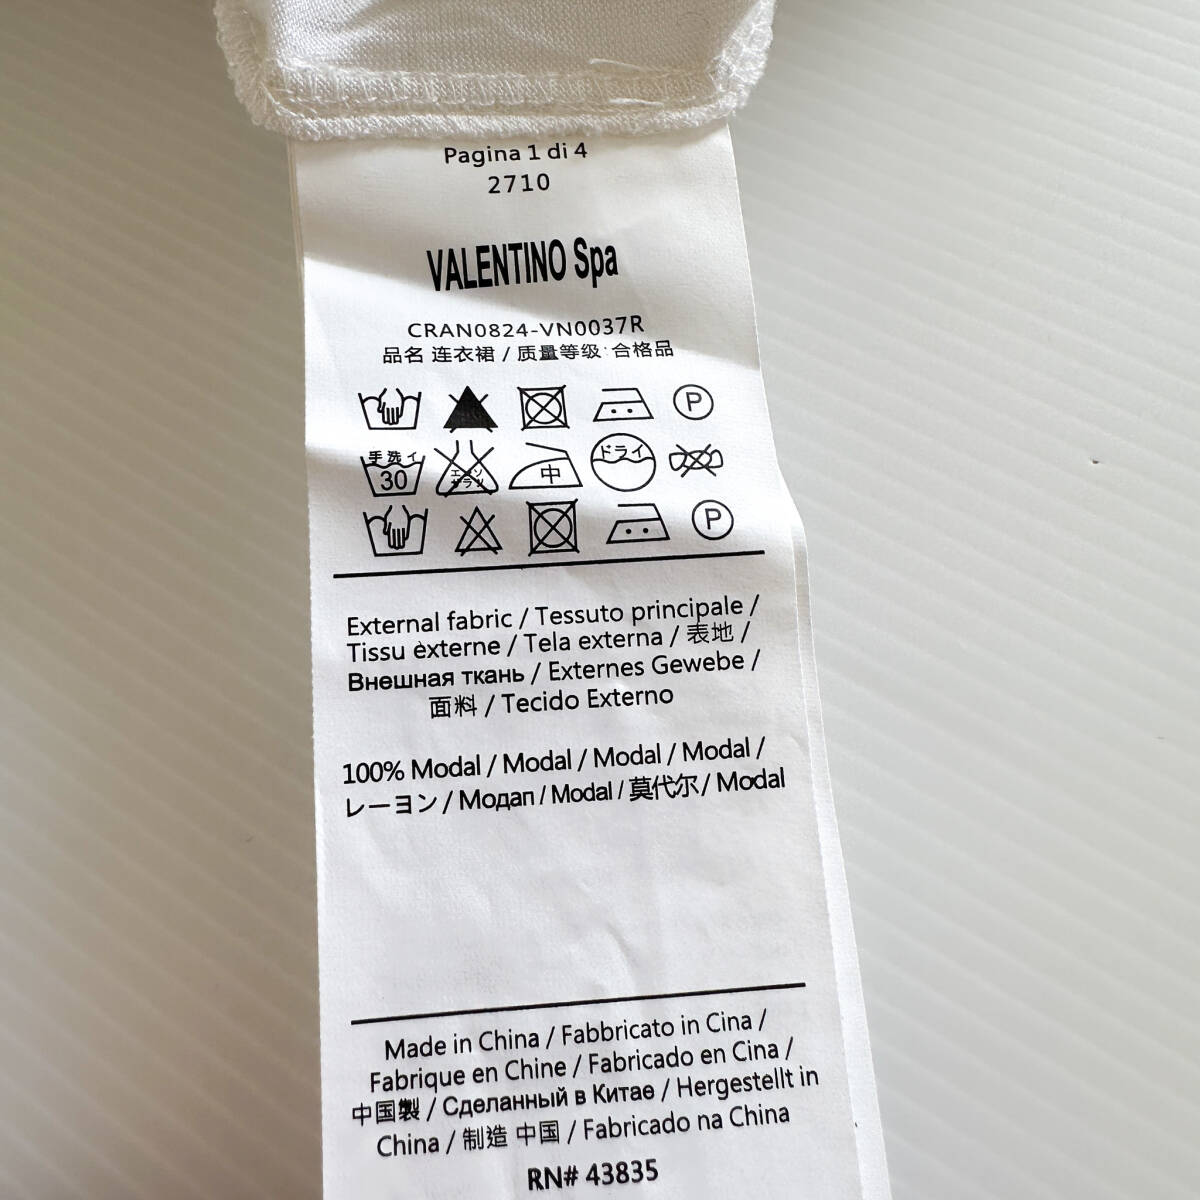 Pagina 1 di 4
2710
VALENTINO Spa
CRAN0824-VN0037R
品名 连衣裙 / 质量等级: 合格品
P
手洗イ 30 エンソ サラシ 中 ドライ
P
External fabric / Tessuto principale /
Tissu èxterne / Tela externa / 表地 /
Внешная ткань / Externes Gewebe /
面料 / Tecido Externo
100% Modal / Modal / Modal / Modal /
レーヨン / Модал / Modal / 莫代尔 / Modal
Made in China / Fabbricato in Cina /
Fabrique en Chine / Fabricado en Cina /
中国製 / Сделанный в Китае / Hergestellt in
China / 制造 中国 / Fabricado na China
RN# 43835